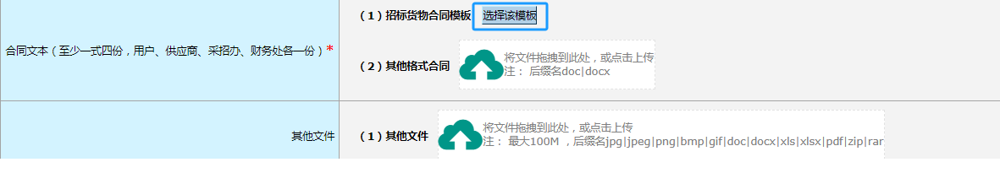 （1）招标货物合同模板 选择该模板
合同文本（至少一式四份，用户、供应商、采招办、财务处各一份）*
（2）其他格式合同
将文件拖拽到此处，或点击上传
注： 后缀名doc|docx
其他文件
（1）其他文件
将文件拖拽到此处，或点击上传
注： 最大100M ，后缀名jpg|jpeg|png|bmp|gif|doc|docx|xls|xlsx|pdf|zip|rar